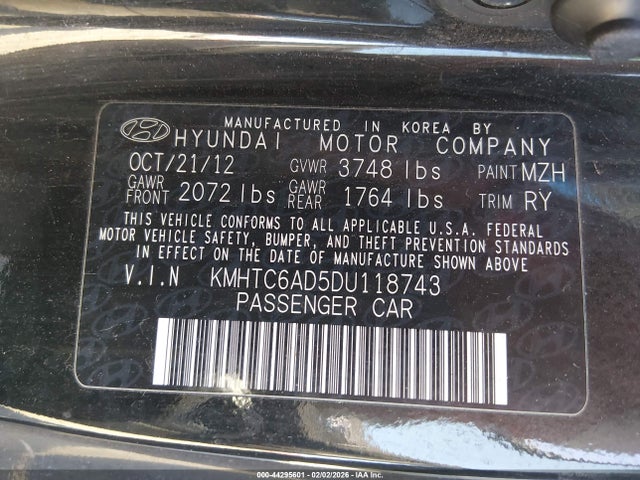 MANUFACTURED IN KOREA BY
HYUNDAI MOTOR COMPANY
OCT/21/12 GVWR 3748 lbs PAINT MZH
GAWR FRONT 2072 lbs GAWR REAR 1764 lbs TRIM RY
THIS VEHICLE CONFORMS TO ALL APPLICABLE U.S.A. FEDERAL
MOTOR VEHICLE SAFETY, BUMPER, AND THEFT PREVENTION STANDARDS
IN EFFECT ON THE DATE OF MANUFACTURE SHOWN ABOVE
V.I.N KMHTC6AD5DU118743
PASSENGER CAR
000-44295601 - 02/02/2026 - IAA, Inc.